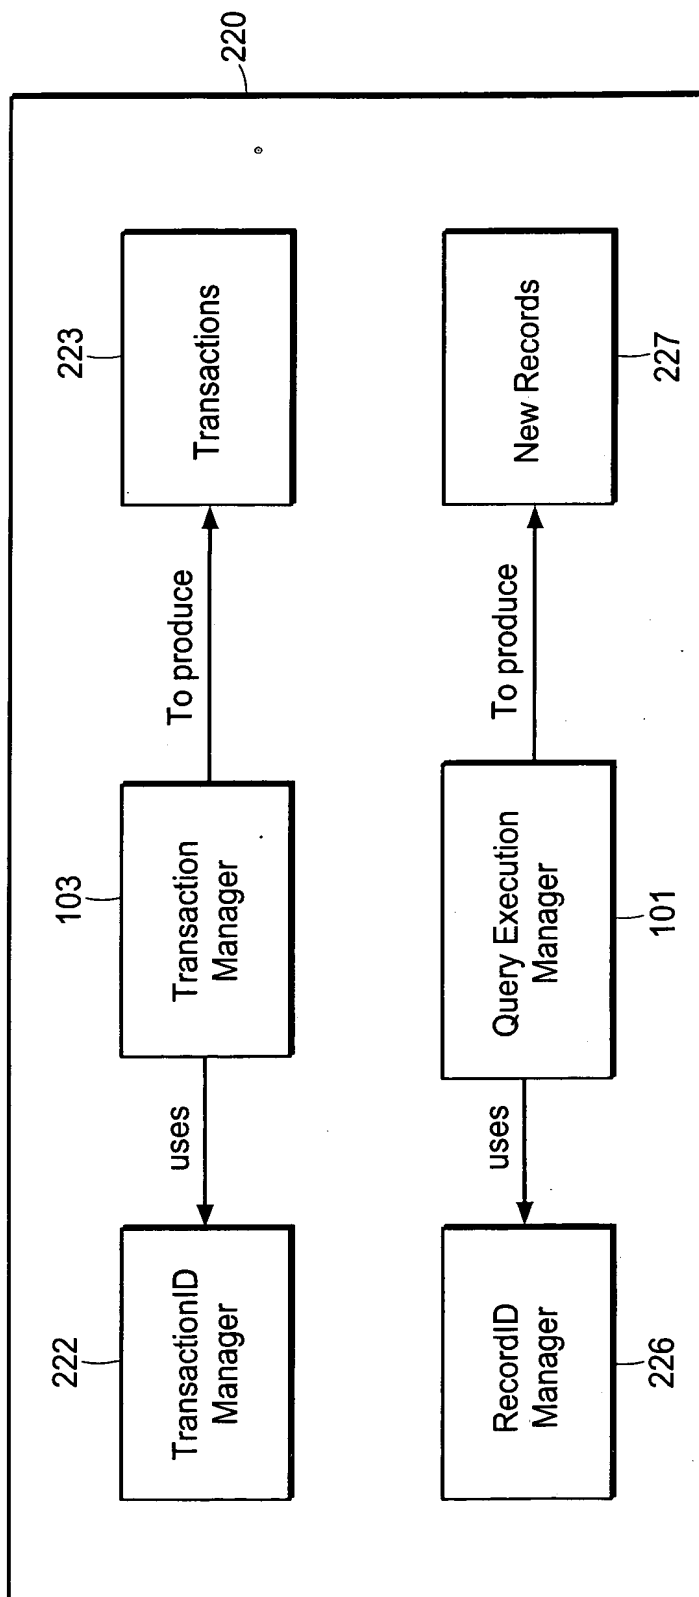 220
222
103
223
TransactionID
Manager
uses
Transaction
Manager
To produce
Transactions
RecordID
Manager
uses
Query Execution
Manager
To produce
New Records
226
101
227